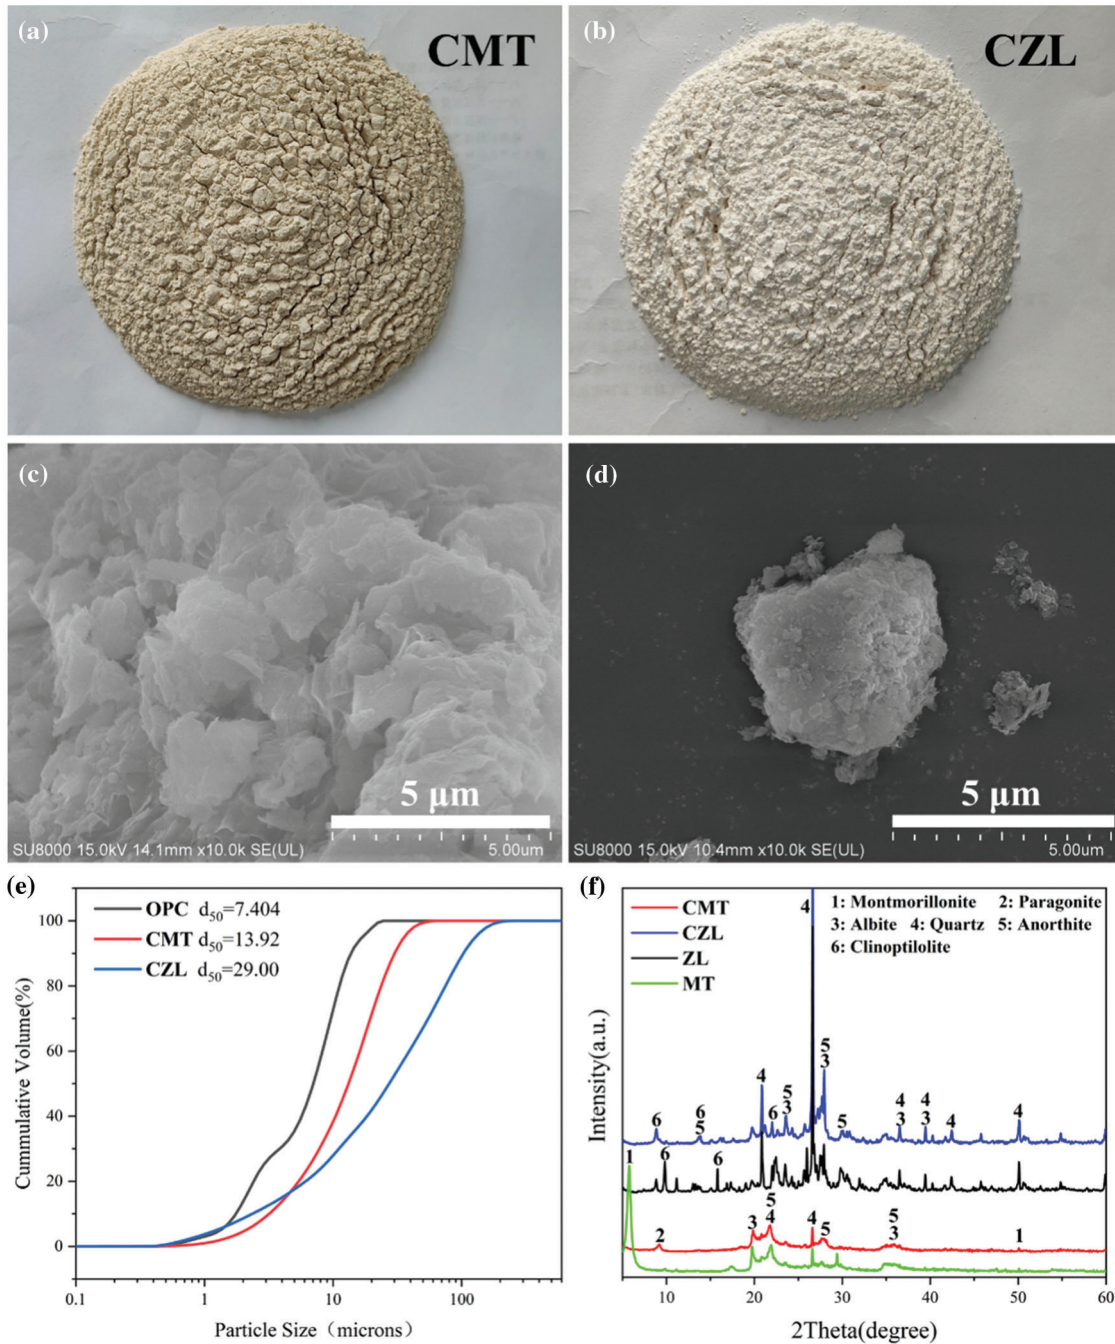 (a)
CMT
(b)
CZL
(c)
5 μm
SU8000 15.0kV 14.1mm x10.0k SE(UL)
5.00um
(d)
5 μm
SU8000 15.0kV 10.4mm x10.0k SE(UL)
5.00um
(e)
OPC d50=7.404
CMT d50=13.92
CZL d50=29.00
Cummulative Volume(%)
100
80
60
40
20
0
0.1
1
10
100
Particle Size (microns)
(f)
CMT
CZL
ZL
MT
1: Montmorillonite 2: Paragonite
3: Albite 4: Quartz 5: Anorthite
6: Clinoptilolite
Intensity(a.u.)
4
5
3
4
6
6
5
6
5
3
5
4
3
4
3
4
4
1
6
6
2
3
5
4
4
5
5
3
1
10
20
30
40
50
60
2Theta(degree)